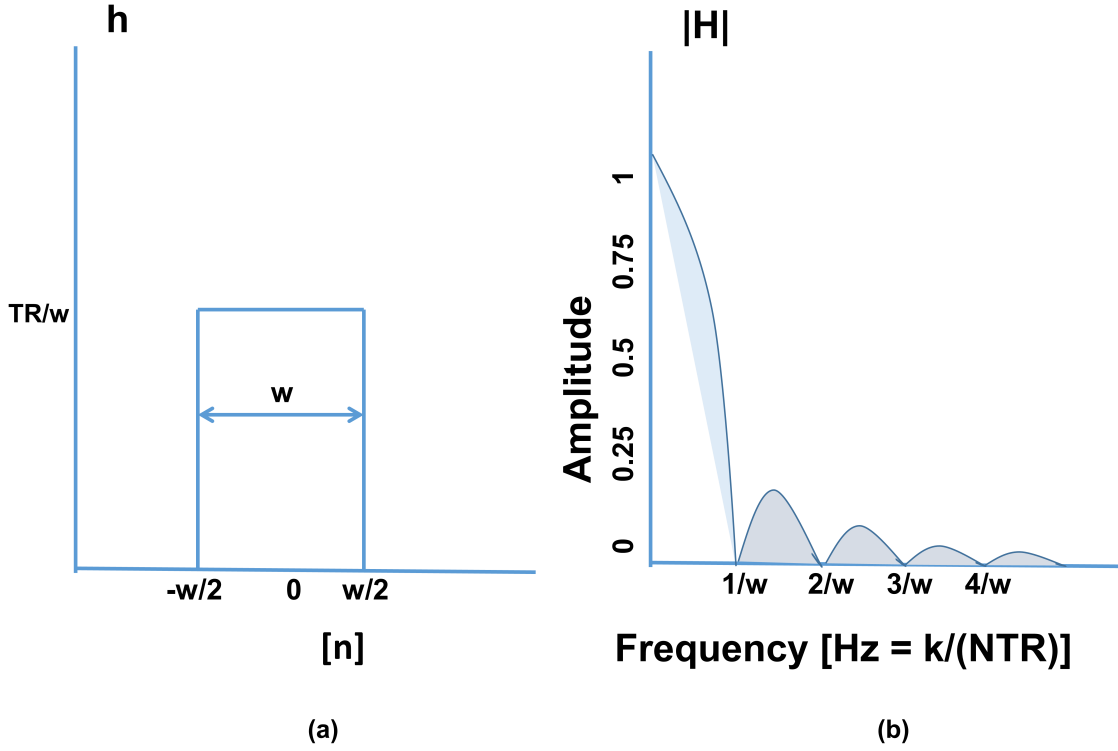 h
TR/w
w
-w/2 0 w/2
[n]
(a)
|H|
Amplitude
1
0.75
0.5
0.25
0
1/w 2/w 3/w 4/w
Frequency [Hz = k/(NTR)]
(b)